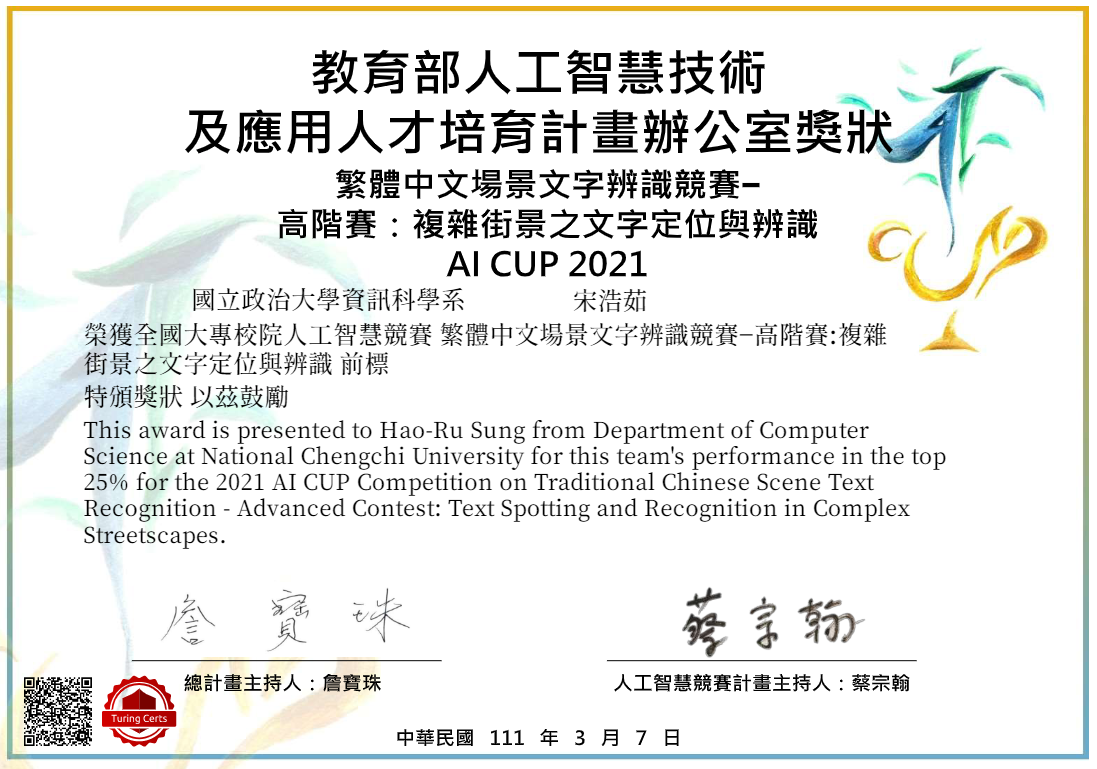 教育部人工智慧技術
及應用人才培育計畫辦公室獎狀
繁體中文場景文字辨識競賽–
高階賽：複雜街景之文字定位與辨識
AI CUP 2021
國立政治大學資訊科學系 宋浩茹
榮獲全國大專校院人工智慧競賽 繁體中文場景文字辨識競賽–高階賽:複雜
街景之文字定位與辨識 前標
特頒獎狀 以茲鼓勵
This award is presented to Hao-Ru Sung from Department of Computer
Science at National Chengchi University for this team's performance in the top
25% for the 2021 AI CUP Competition on Traditional Chinese Scene Text
Recognition - Advanced Contest: Text Spotting and Recognition in Complex
Streetscapes.
詹寶珠 蔡宗翰
總計畫主持人：詹寶珠 人工智慧競賽計畫主持人：蔡宗翰
Turing Certs
中華民國 111 年 3 月 7 日